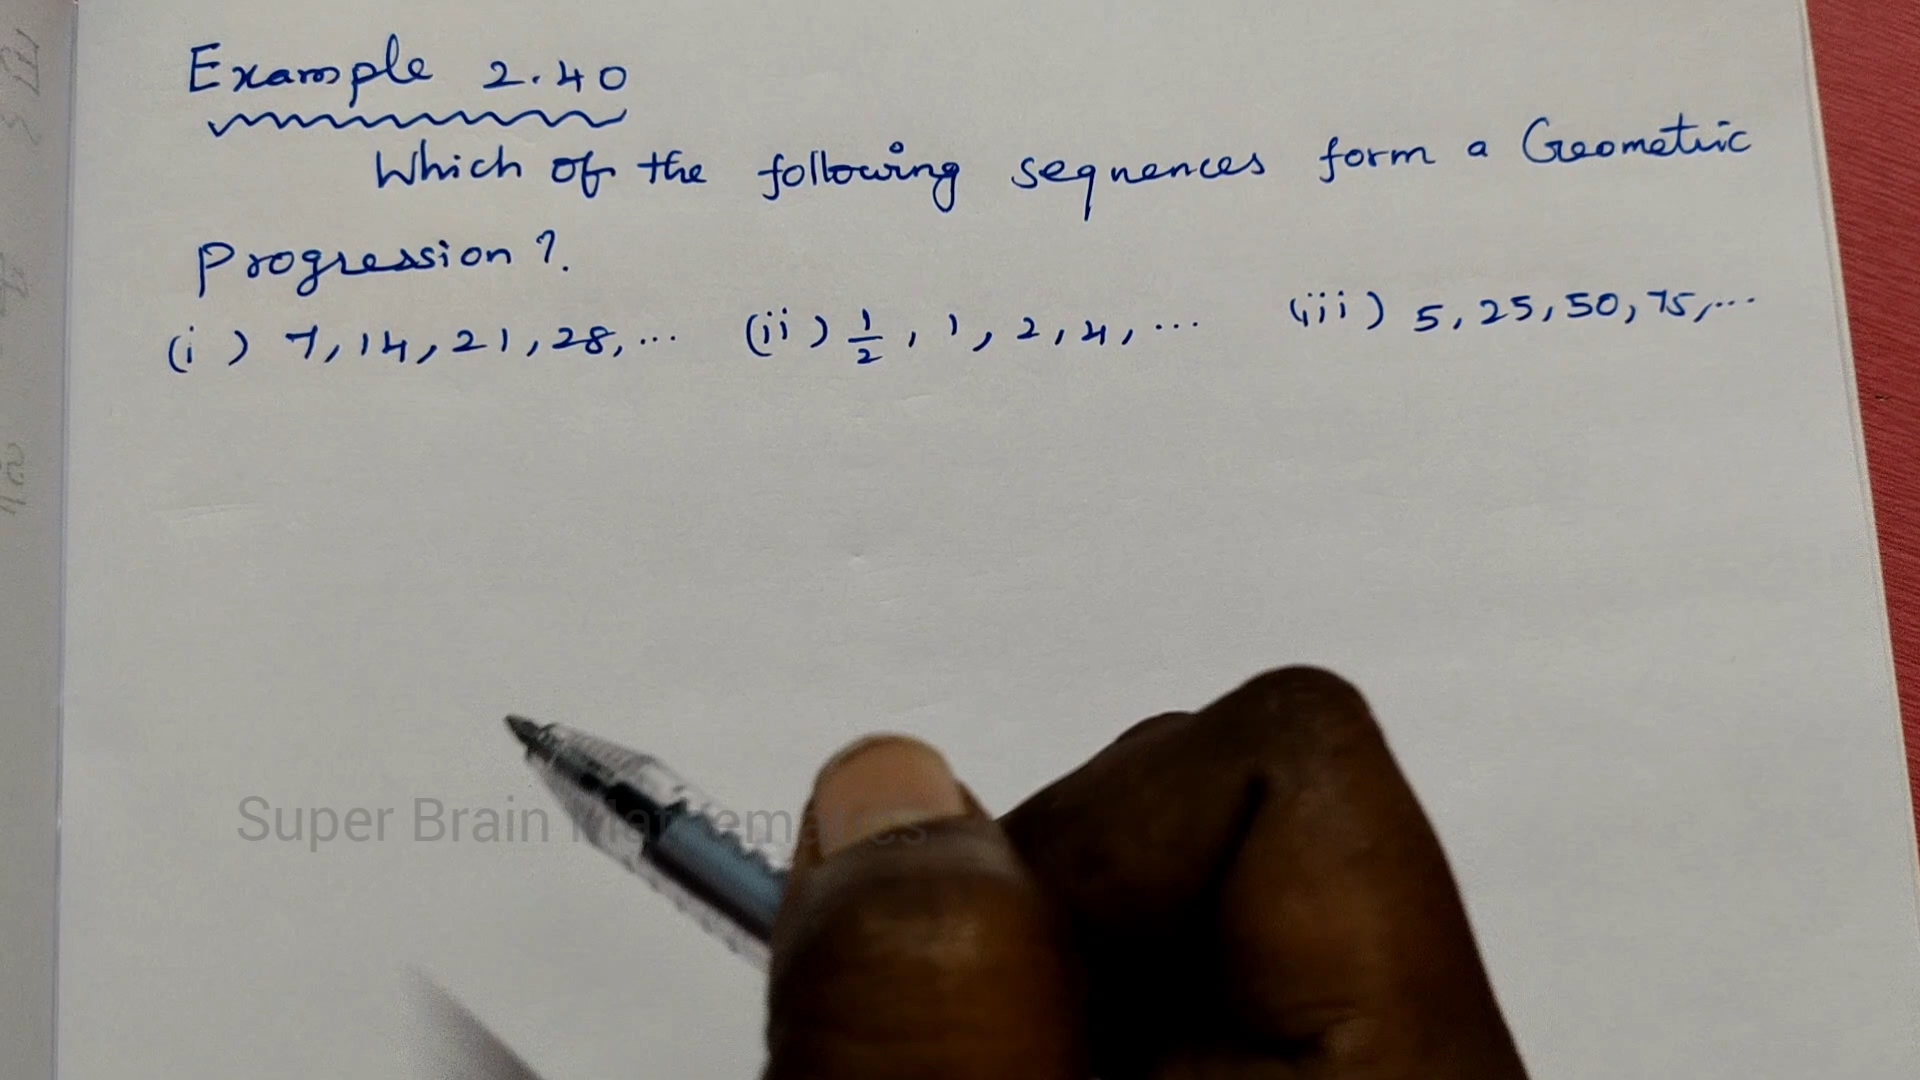 Example 2.40
Which of the following sequences form a Geometric
Progression ?.
(i) 7, 14, 21, 28, ... (ii) 1/2, 1, 2, 4, ... (iii) 5, 25, 50, 75, ...
Super Brain Mathematics